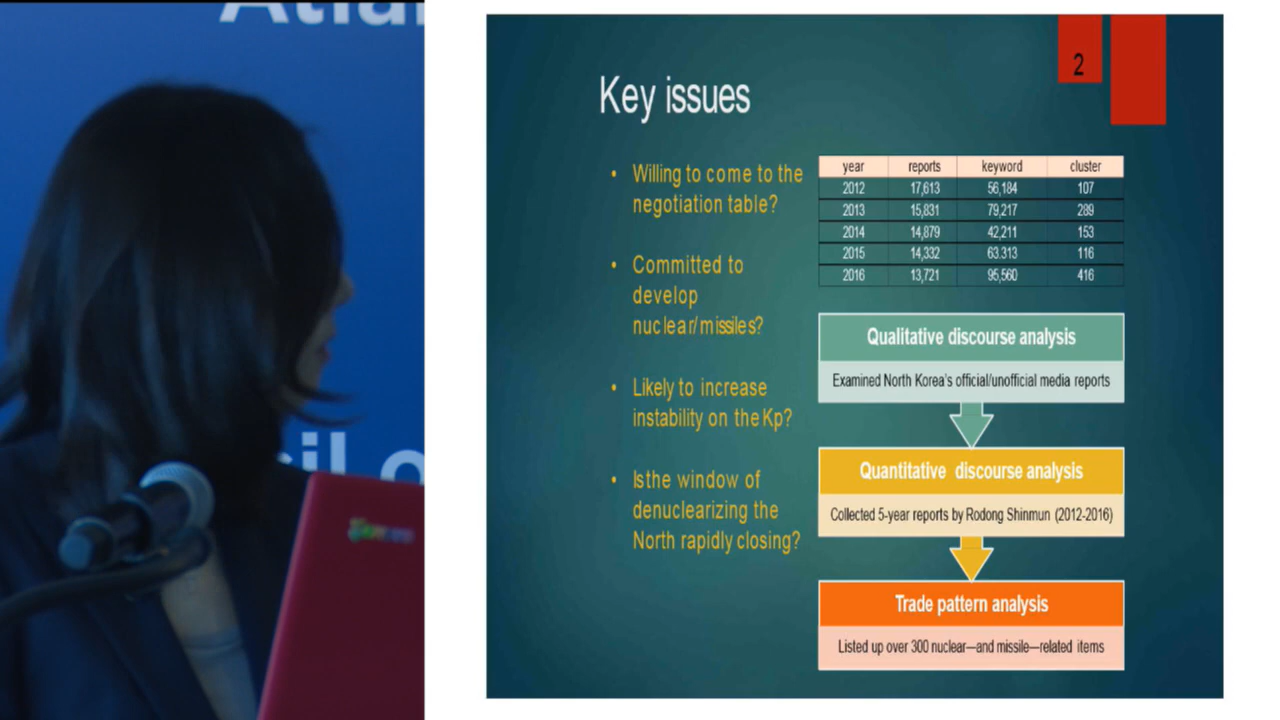 Atlan
cil o
2
Key issues
• Willing to come to the
negotiation table?
• Committed to
develop
nuclear/missiles?
• Likely to increase
instability on the Kp?
• Isthe window of
denuclearizing the
North rapidly closing?
year reports keyword cluster
2012 17,613 56,184 107
2013 15,831 79,217 289
2014 14,879 42,211 153
2015 14,332 63.313 116
2016 13,721 95,560 416
Qualitative discourse analysis
Examined North Korea's official/unofficial media reports
Quantitative discourse analysis
Collected 5-year reports by Rodong Shinmun (2012-2016)
Trade pattern analysis
Listed up over 300 nuclear—and missile—related items